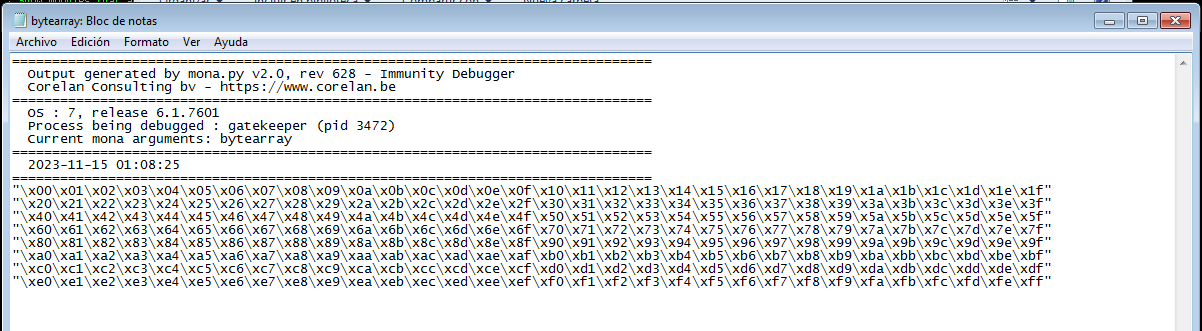 bytearray: Bloc de notas
Archivo Edición Formato Ver Ayuda
================================================================================
Output generated by mona.py v2.0, rev 628 - Immunity Debugger
Corelan Consulting bv - https://www.corelan.be
================================================================================
OS : 7, release 6.1.7601
Process being debugged : gatekeeper (pid 3472)
Current mona arguments: bytearray
================================================================================
2023-11-15 01:08:25
================================================================================
"\x00\x01\x02\x03\x04\x05\x06\x07\x08\x09\x0a\x0b\x0c\x0d\x0e\x0f\x10\x11\x12\x13\x14\x15\x16\x17\x18\x19\x1a\x1b\x1c\x1d\x1e\x1f"
"\x20\x21\x22\x23\x24\x25\x26\x27\x28\x29\x2a\x2b\x2c\x2d\x2e\x2f\x30\x31\x32\x33\x34\x35\x36\x37\x38\x39\x3a\x3b\x3c\x3d\x3e\x3f"
"\x40\x41\x42\x43\x44\x45\x46\x47\x48\x49\x4a\x4b\x4c\x4d\x4e\x4f\x50\x51\x52\x53\x54\x55\x56\x57\x58\x59\x5a\x5b\x5c\x5d\x5e\x5f"
"\x60\x61\x62\x63\x64\x65\x66\x67\x68\x69\x6a\x6b\x6c\x6d\x6e\x6f\x70\x71\x72\x73\x74\x75\x76\x77\x78\x79\x7a\x7b\x7c\x7d\x7e\x7f"
"\x80\x81\x82\x83\x84\x85\x86\x87\x88\x89\x8a\x8b\x8c\x8d\x8e\x8f\x90\x91\x92\x93\x94\x95\x96\x97\x98\x99\x9a\x9b\x9c\x9d\x9e\x9f"
"\xa0\xa1\xa2\xa3\xa4\xa5\xa6\xa7\xa8\xa9\xaa\xab\xac\xad\xae\xaf\xb0\xb1\xb2\xb3\xb4\xb5\xb6\xb7\xb8\xb9\xba\xbb\xbc\xbd\xbe\xbf"
"\xc0\xc1\xc2\xc3\xc4\xc5\xc6\xc7\xc8\xc9\xca\xcb\xcc\xcd\xce\xcf\xd0\xd1\xd2\xd3\xd4\xd5\xd6\xd7\xd8\xd9\xda\xdb\xdc\xdd\xde\xdf"
"\xe0\xe1\xe2\xe3\xe4\xe5\xe6\xe7\xe8\xe9\xea\xeb\xec\xed\xee\xef\xf0\xf1\xf2\xf3\xf4\xf5\xf6\xf7\xf8\xf9\xfa\xfb\xfc\xfd\xfe\xff"